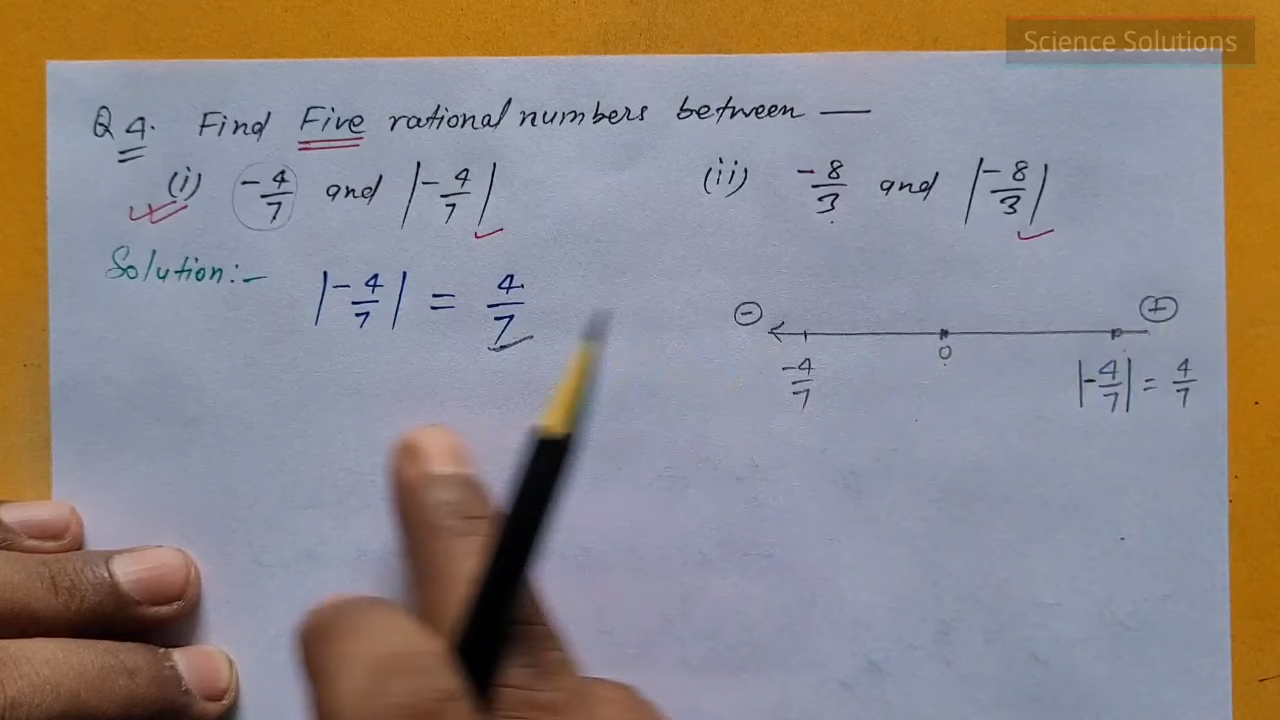 Science Solutions
Q 4. Find Five rational numbers between —
(i) -4/7 and |-4/7| (ii) -8/3 and |-8/3|
Solution:-
|-4/7| = 4/7
⊖ ⊕
-4/7 0 |-4/7| = 4/7